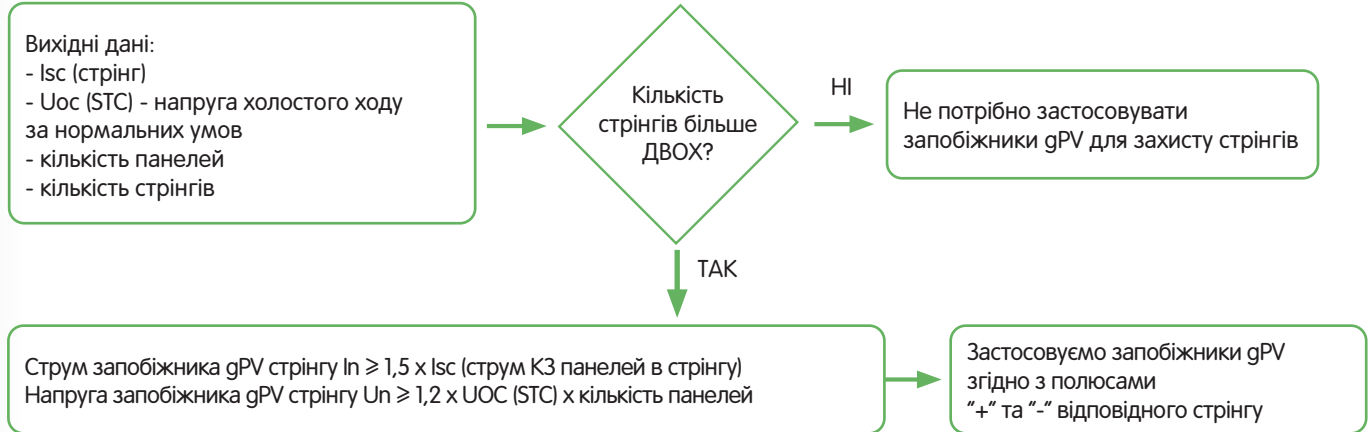 Вихідні дані:
- Isc (стрінг)
- Uoc (STC) - напруга холостого ходу
за нормальних умов
- кількість панелей
- кількість стрінгів
Кількість
стрінгів більше
ДВОХ?
НІ
Не потрібно застосовувати
запобіжники gPV для захисту стрінгів
ТАК
Струм запобіжника gPV стрінгу In ⩾ 1,5 x Isc (струм КЗ панелей в стрінгу)
Напруга запобіжника gPV стрінгу Un ⩾ 1,2 x UOC (STC) x кількість панелей
Застосовуємо запобіжники gPV
згідно з полюсами
"+" та "-" відповідного стрінгу